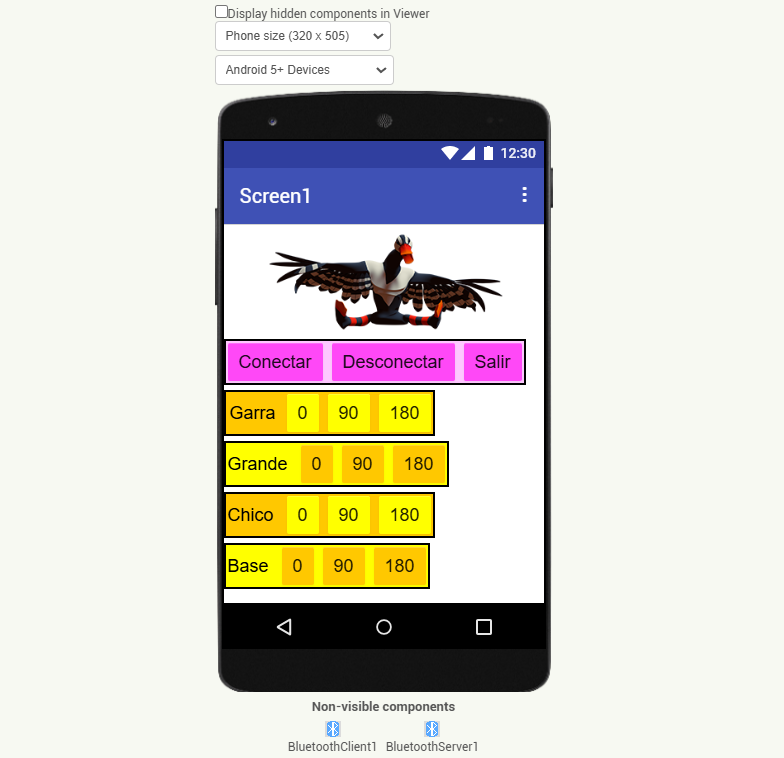 Display hidden components in Viewer
Phone size (320 x 505)
Android 5+ Devices
12:30
Screen1
Conectar Desconectar Salir
Garra 0 90 180
Grande 0 90 180
Chico 0 90 180
Base 0 90 180
Non-visible components
BluetoothClient1 BluetoothServer1